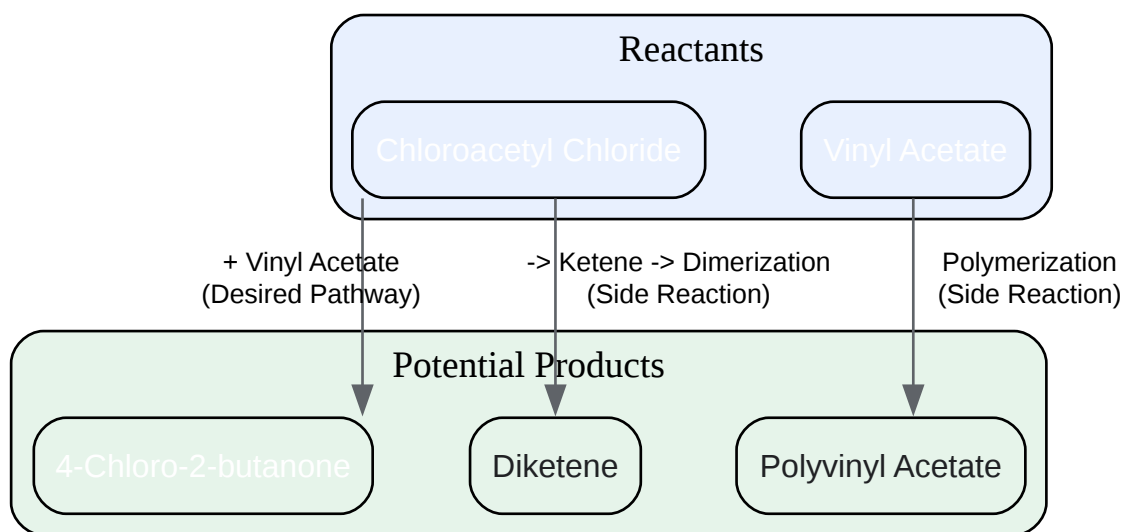 Reactants
Chloroacetyl Chloride
Vinyl Acetate
+ Vinyl Acetate
(Desired Pathway)
-> Ketene -> Dimerization
(Side Reaction)
Polymerization
(Side Reaction)
Potential Products
4-Chloro-2-butanone
Diketene
Polyvinyl Acetate